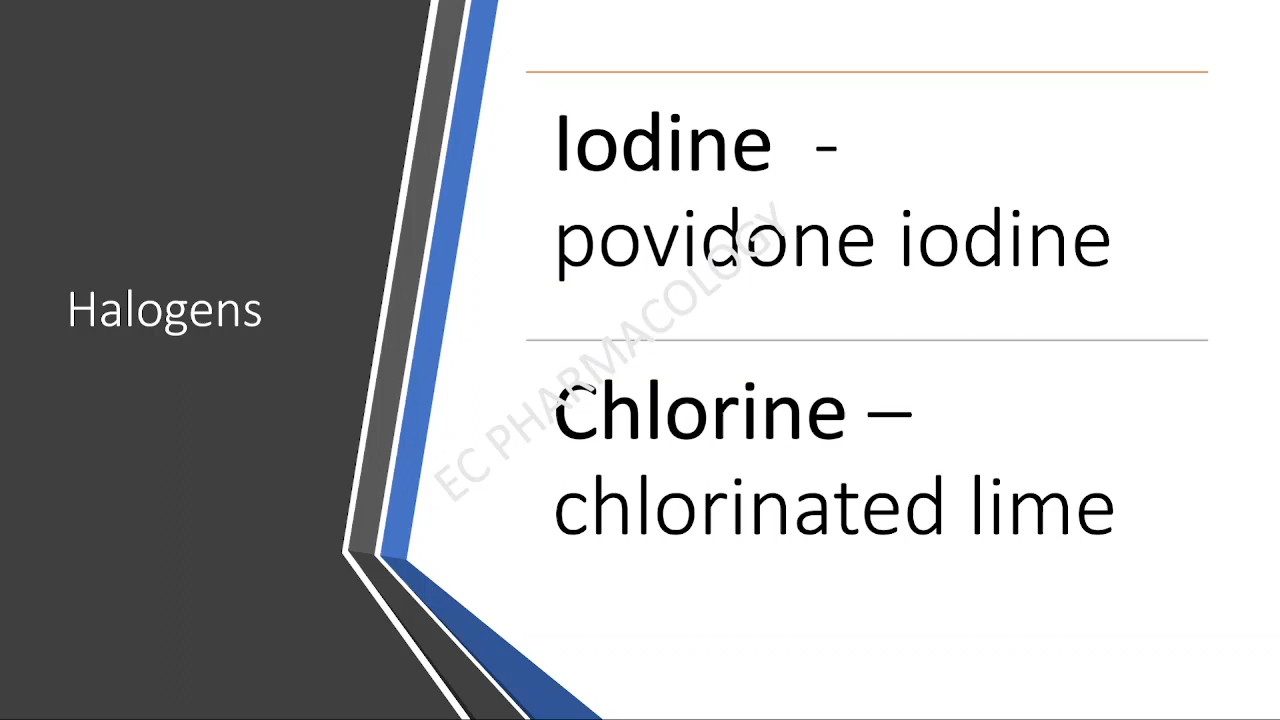 Halogens
Iodine -
povidone iodine
Chlorine –
chlorinated lime
EC PHARMACOLOGY